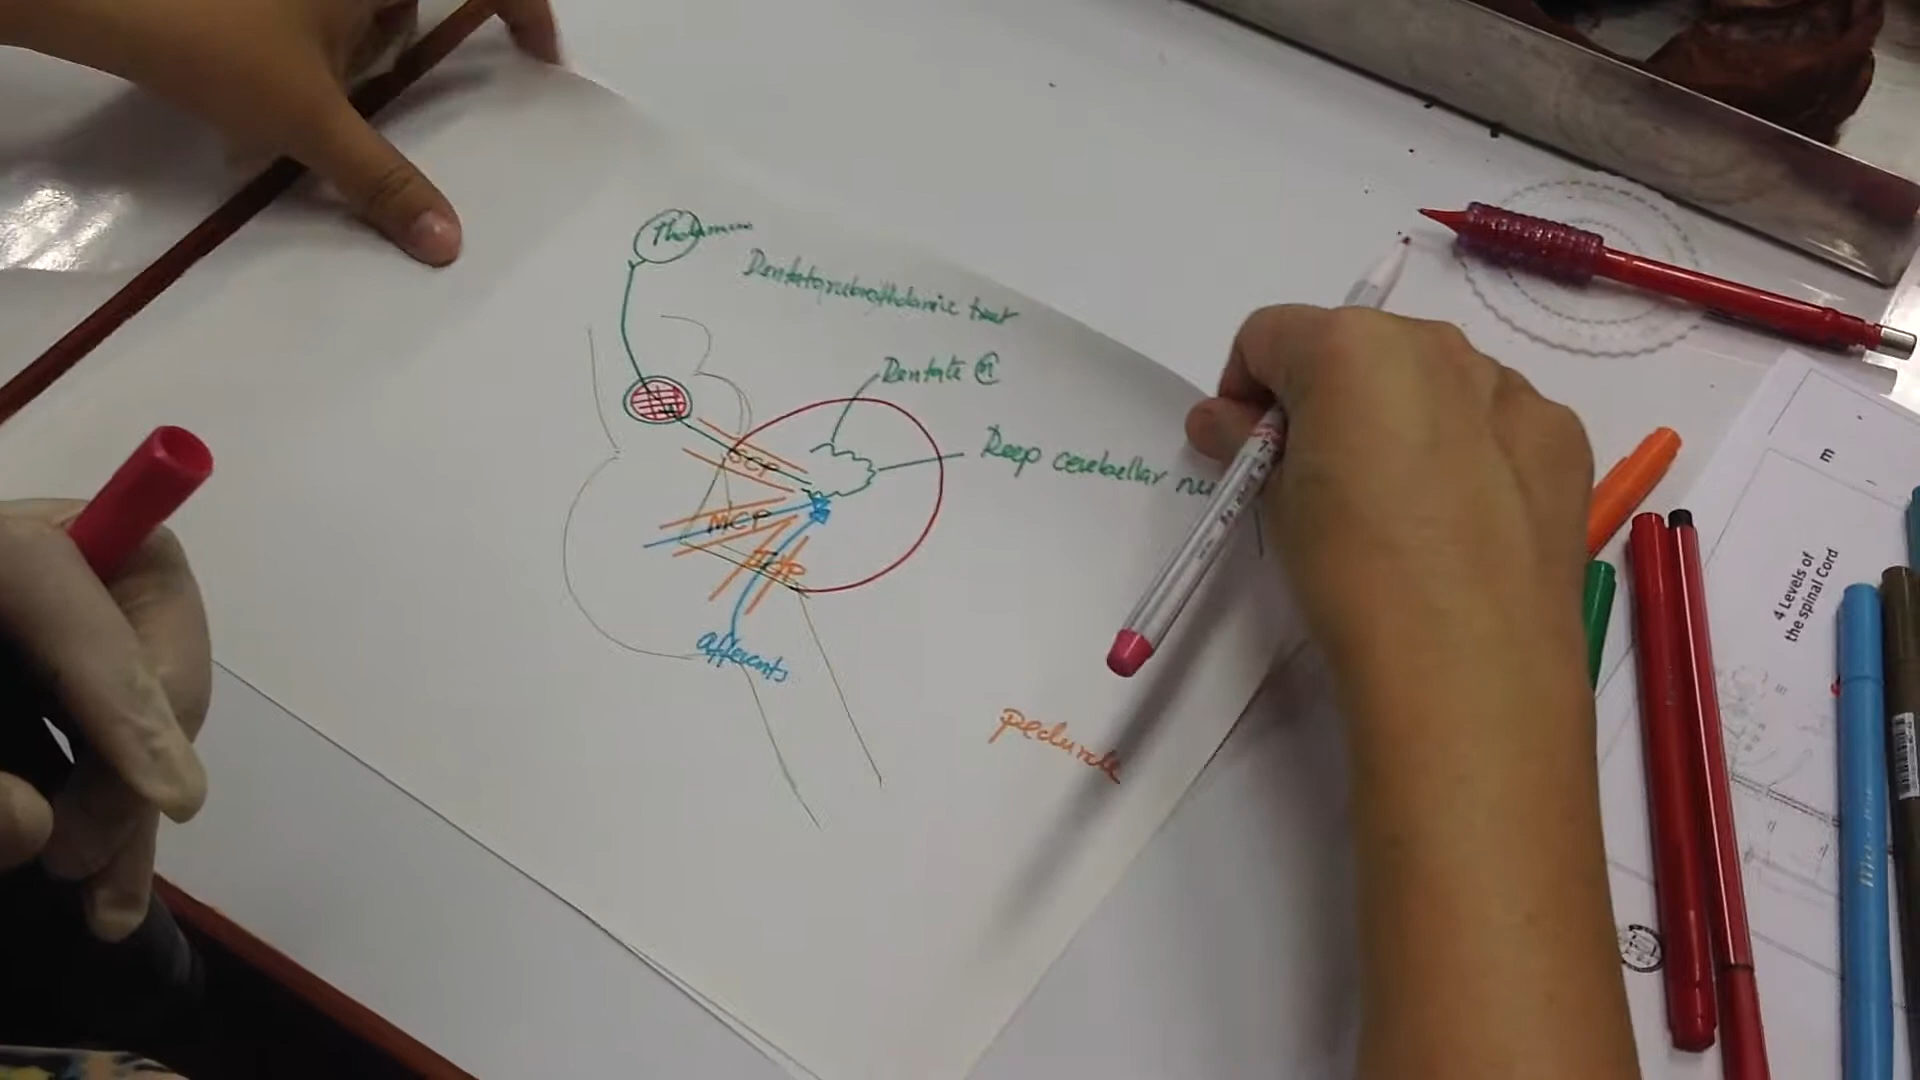 Thalamus
Dentatorubrothalamic tract
Dentate n
Deep cerebellar nu
SCP
MCP
ICP
afferents
peduncle
4 Levels of
the spinal Cord
m